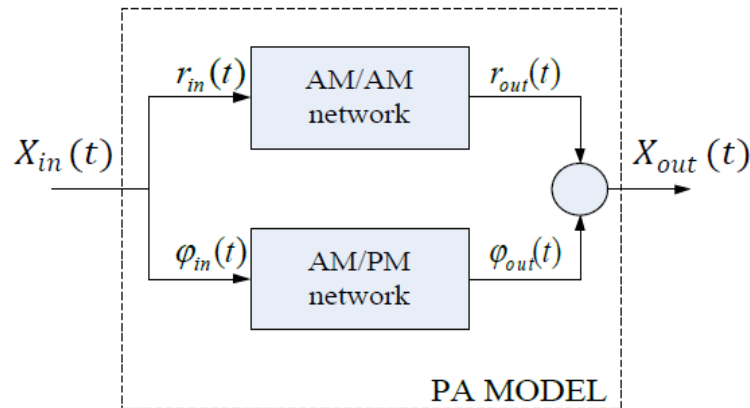 r_in(t)
AM/AM
network
r_out(t)
X_in(t)
X_out(t)
φ_in(t)
AM/PM
network
φ_out(t)
PA MODEL